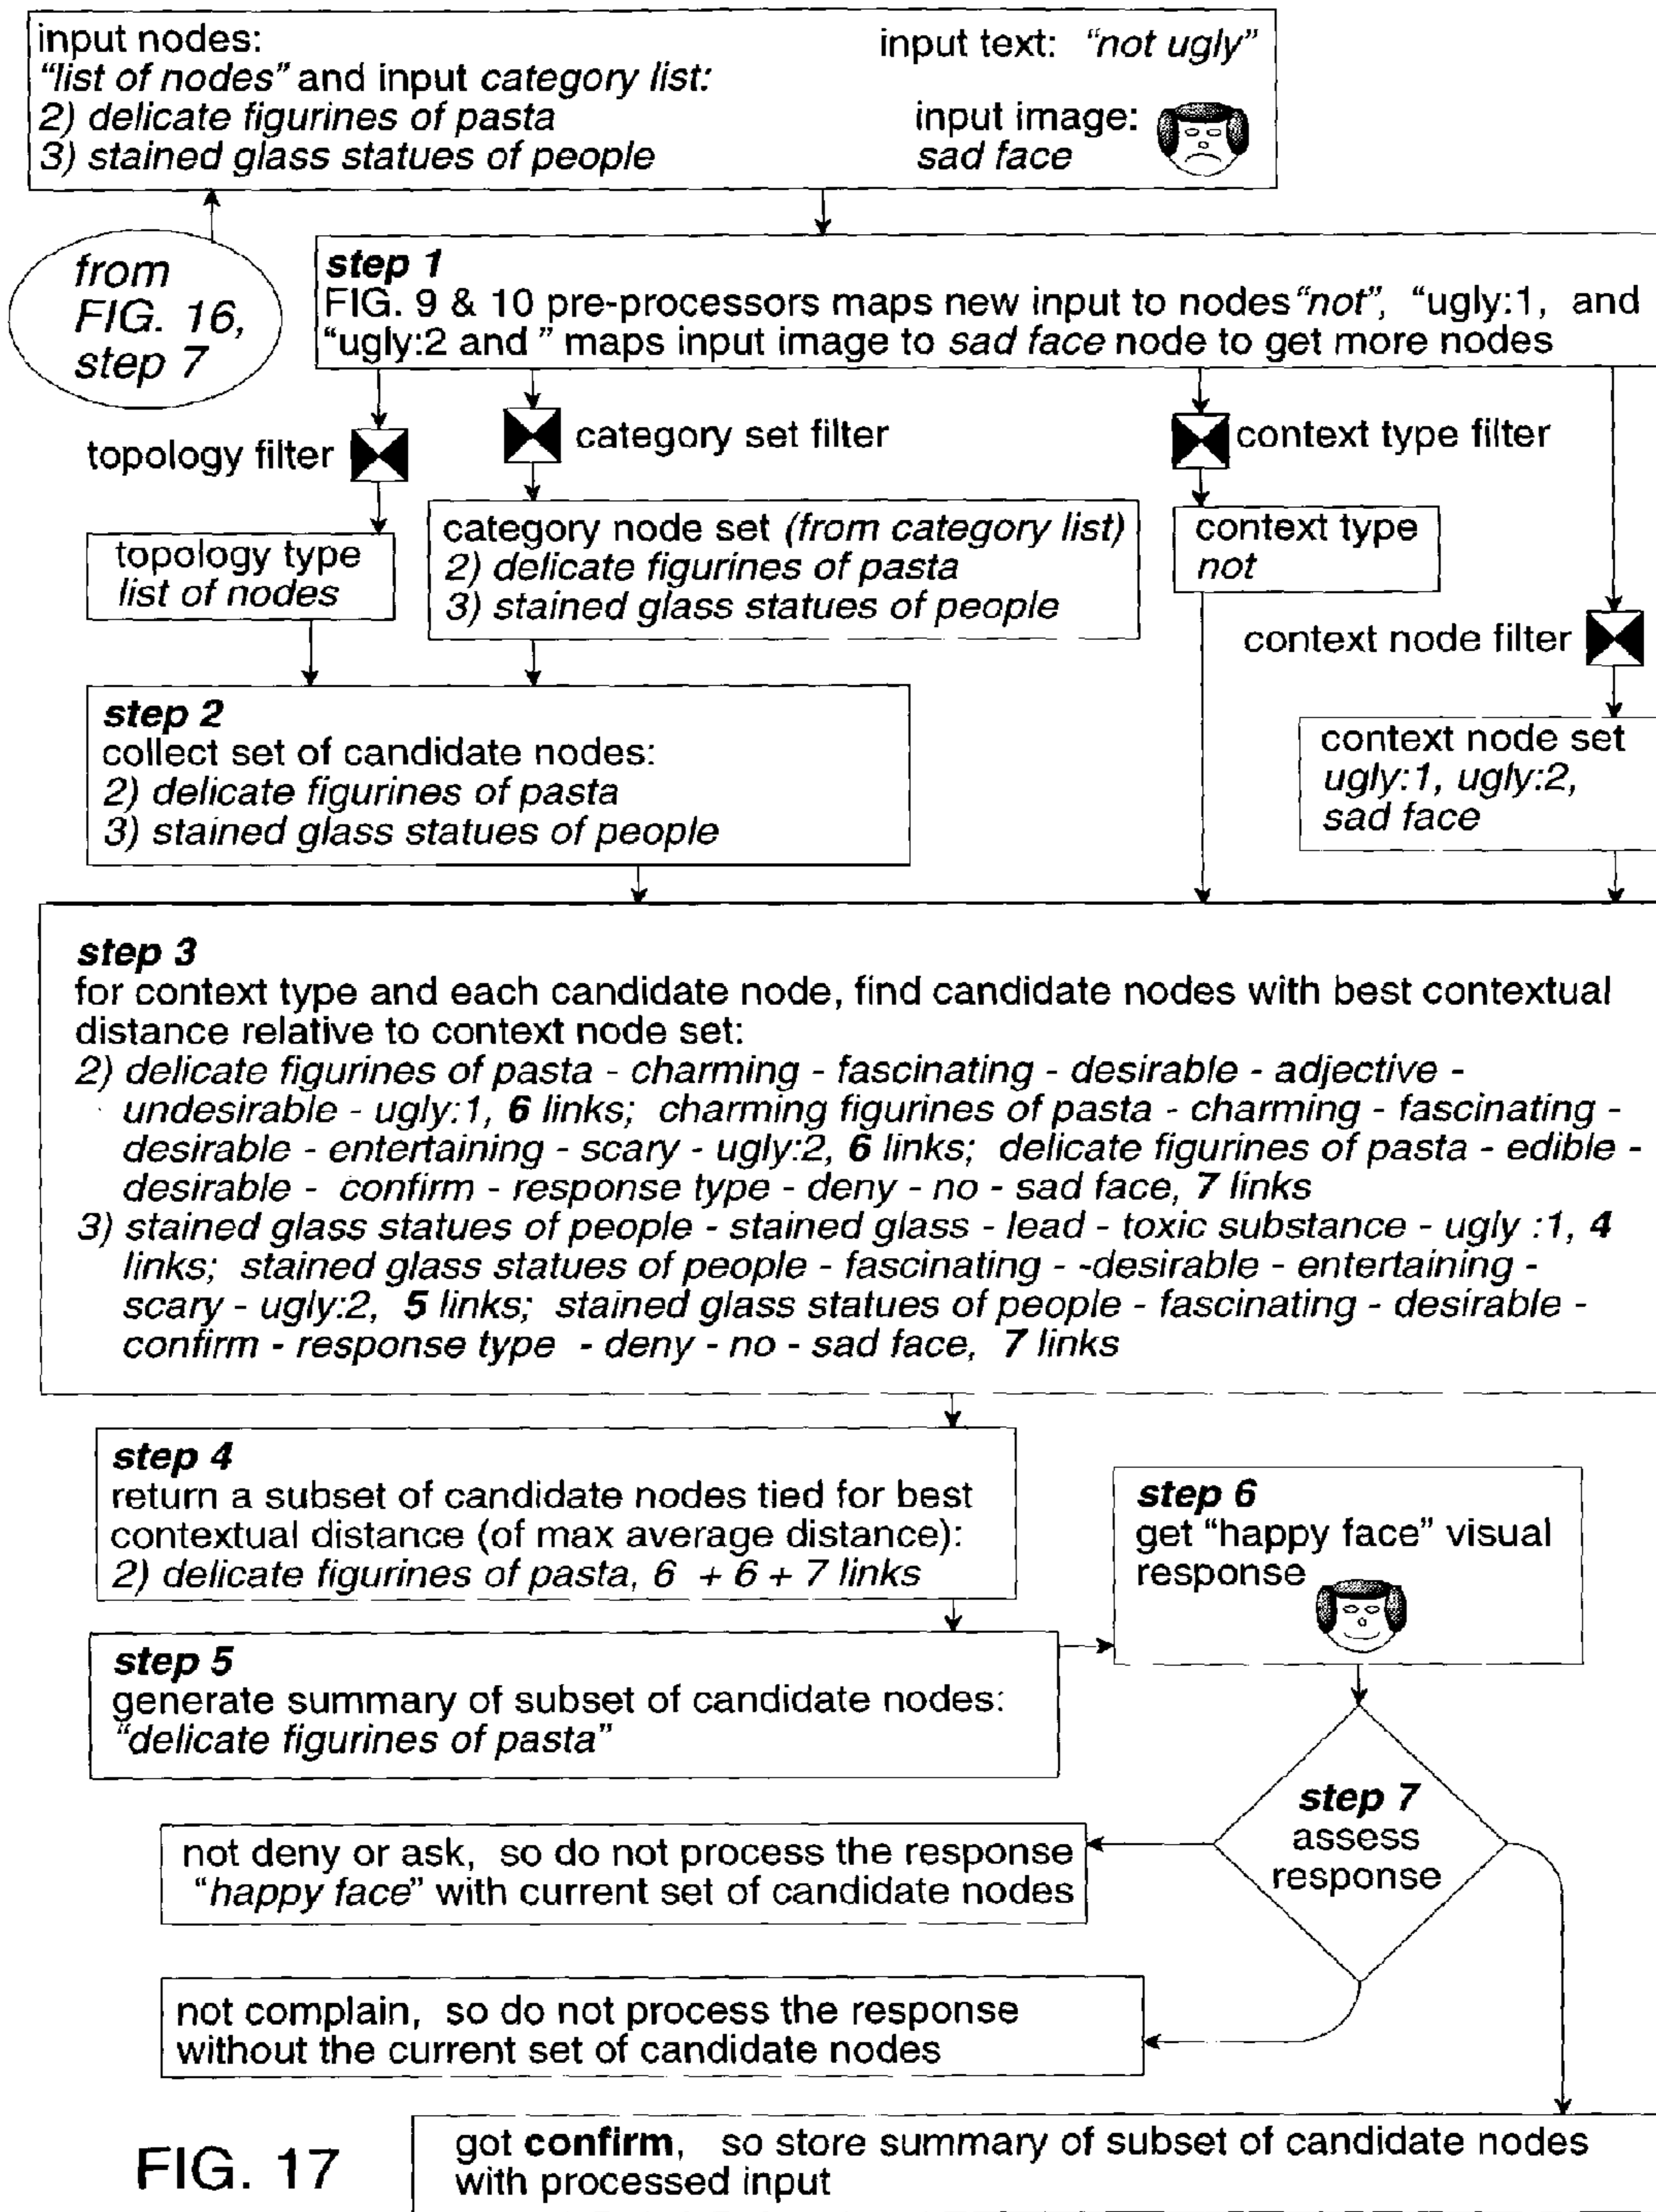 input nodes:
“list of nodes” and input category list:
2) delicate figurines of pasta
3) stained glass statues of people
input text: “not ugly”
input image:
sad face
from
FIG. 16,
step 7
step 1
FIG. 9 & 10 pre-processors maps new input to nodes “not”, “ugly:1, and
“ugly:2 and ” maps input image to sad face node to get more nodes
topology filter
category set filter
context type filter
topology type
list of nodes
category node set (from category list)
2) delicate figurines of pasta
3) stained glass statues of people
context type
not
context node filter
context node set
ugly:1, ugly:2,
sad face
step 2
collect set of candidate nodes:
2) delicate figurines of pasta
3) stained glass statues of people
step 3
for context type and each candidate node, find candidate nodes with best contextual
distance relative to context node set:
2) delicate figurines of pasta - charming - fascinating - desirable - adjective -
undesirable - ugly:1, 6 links; charming figurines of pasta - charming - fascinating -
desirable - entertaining - scary - ugly:2, 6 links; delicate figurines of pasta - edible -
desirable - confirm - response type - deny - no - sad face, 7 links
3) stained glass statues of people - stained glass - lead - toxic substance - ugly :1, 4
links; stained glass statues of people - fascinating - -desirable - entertaining -
scary - ugly:2, 5 links; stained glass statues of people - fascinating - desirable -
confirm - response type - deny - no - sad face, 7 links
step 4
return a subset of candidate nodes tied for best
contextual distance (of max average distance):
2) delicate figurines of pasta, 6 + 6 + 7 links
step 6
get “happy face” visual
response
step 5
generate summary of subset of candidate nodes:
“delicate figurines of pasta”
step 7
assess
response
not deny or ask, so do not process the response
“happy face” with current set of candidate nodes
not complain, so do not process the response
without the current set of candidate nodes
got confirm, so store summary of subset of candidate nodes
with processed input
FIG. 17